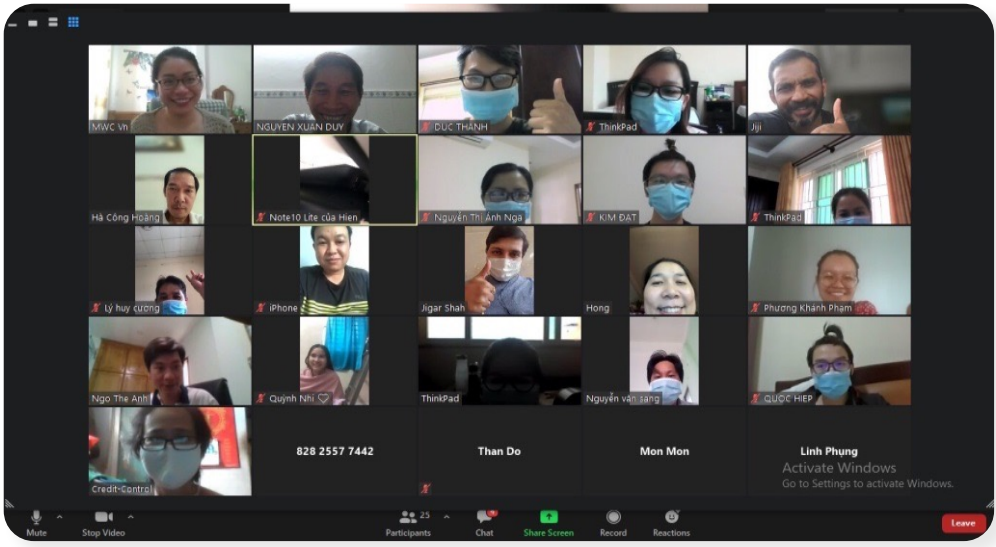 MWC Vn
NGUYEN XUAN DUY
DUC THANH
ThinkPad
Jiji
Hà Công Hoàng
Note10 Lite của Hien
Nguyễn Thị Ánh Nga
KIM ĐẠT
ThinkPad
Lý huy cương
iPhone
Jigar Shah
Hong
Phương Khánh Phạm
Ngo The Anh
Quỳnh Nhi
ThinkPad
Nguyễn văn sang
QUOC HIEP
Credit-Control
828 2557 7442
Than Do
Mon Mon
Linh Phụng
Activate Windows
Go to Settings to activate Windows.
Mute
Stop Video
Participants
25
Chat
Share Screen
Record
Reactions
Leave